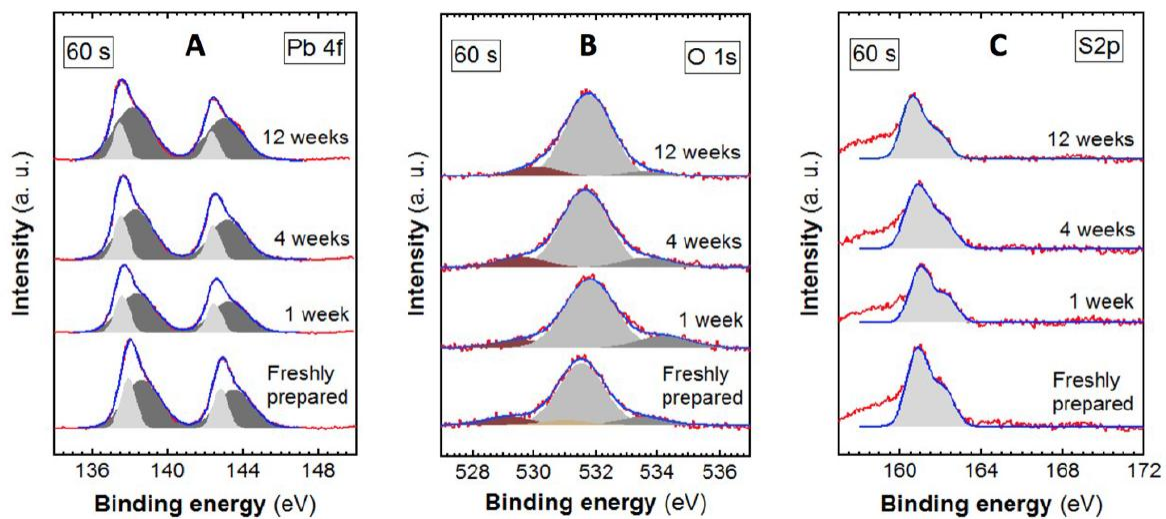 60 s
A
Pb 4f
12 weeks
4 weeks
1 week
Freshly
prepared
Intensity (a. u.)
136 140 144 148
Binding energy (eV)
60 s
B
O 1s
12 weeks
4 weeks
1 week
Freshly
prepared
Intensity (a. u.)
528 530 532 534 536
Binding energy (eV)
60 s
C
S2p
12 weeks
4 weeks
1 week
Freshly
prepared
Intensity (a. u.)
160 164 168 172
Binding energy (eV)